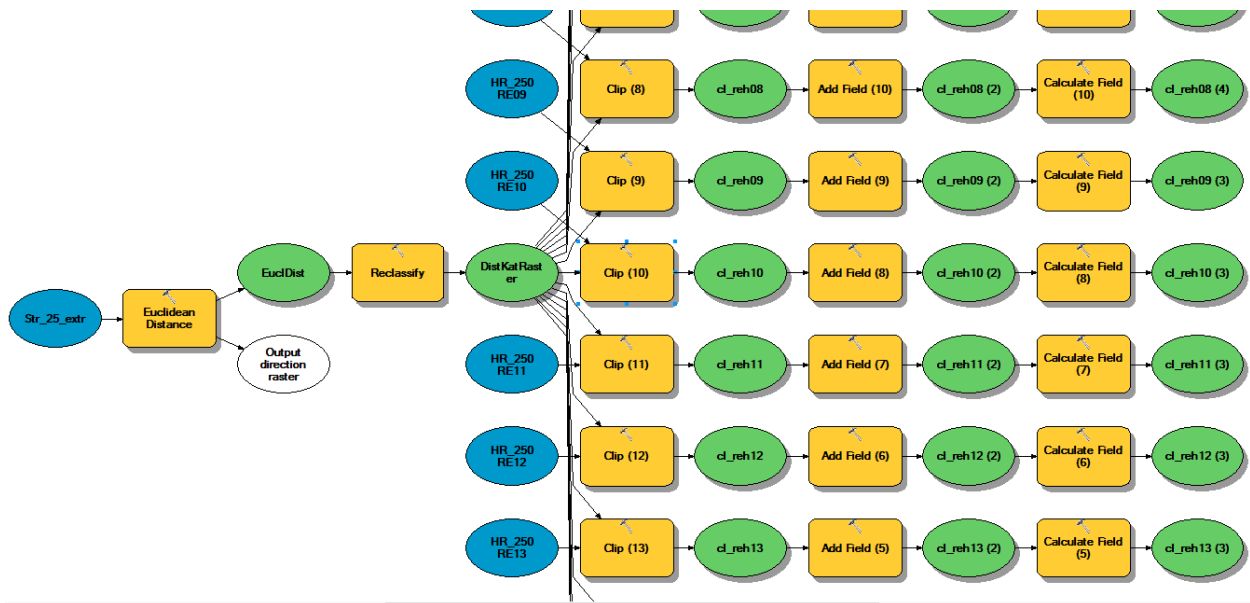 HR_250
RE09
Clip (8)
cl_reh08
Add Field (10)
cl_reh08 (2)
Calculate Field
(10)
cl_reh08 (4)
HR_250
RE10
Clip (9)
cl_reh09
Add Field (9)
cl_reh09 (2)
Calculate Field
(9)
cl_reh09 (3)
EuclDist
Reclassify
DistKatRast
er
Clip (10)
cl_reh10
Add Field (8)
cl_reh10 (2)
Calculate Field
(8)
cl_reh10 (3)
Str_25_extr
Euclidean
Distance
Output
direction
raster
HR_250
RE11
Clip (11)
cl_reh11
Add Field (7)
cl_reh11 (2)
Calculate Field
(7)
cl_reh11 (3)
HR_250
RE12
Clip (12)
cl_reh12
Add Field (6)
cl_reh12 (2)
Calculate Field
(6)
cl_reh12 (3)
HR_250
RE13
Clip (13)
cl_reh13
Add Field (5)
cl_reh13 (2)
Calculate Field
(5)
cl_reh13 (3)